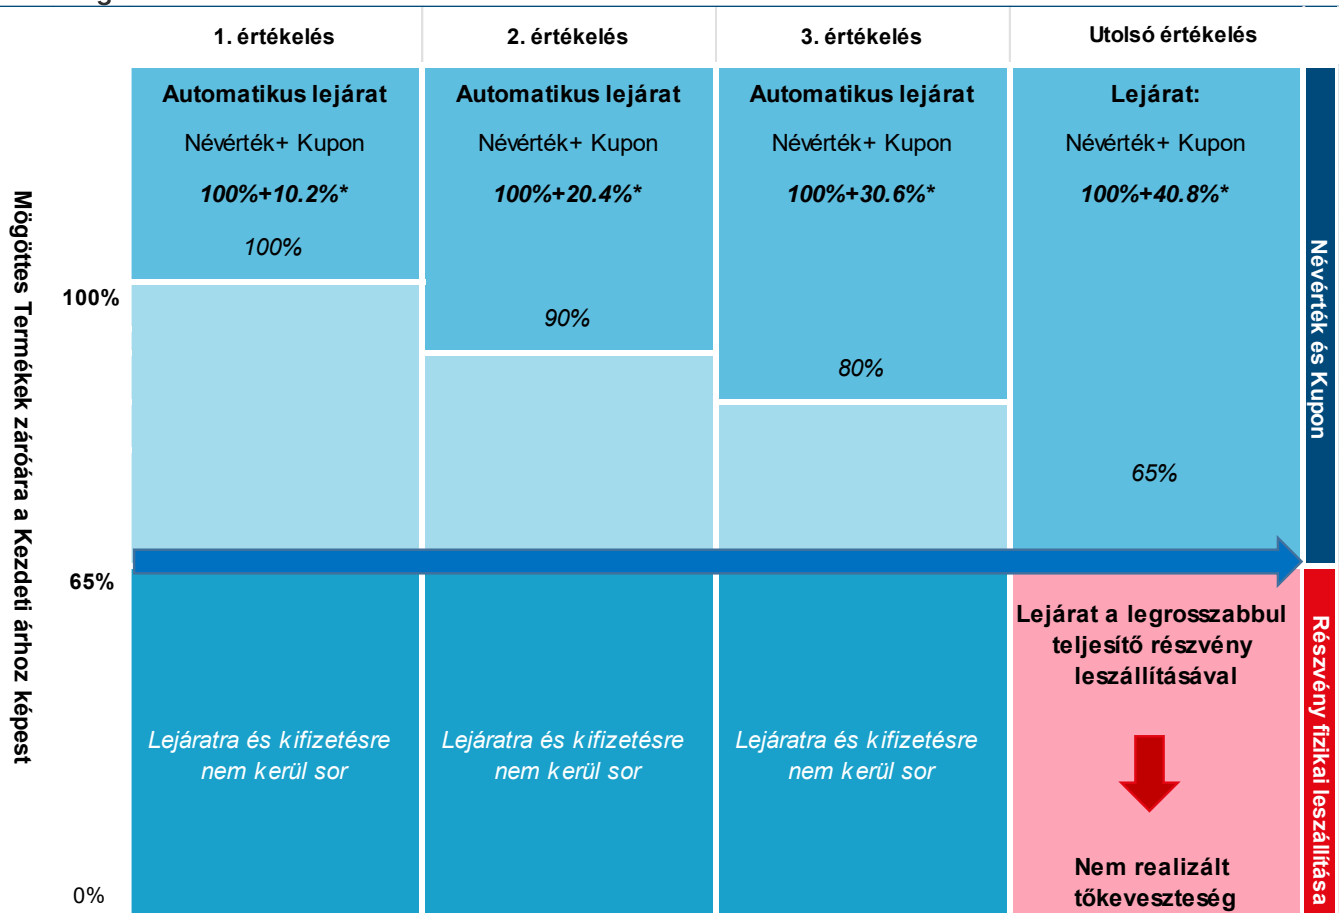 1. értékelés
2. értékelés
3. értékelés
Utolsó értékelés
Automatikus lejárat
Névérték+ Kupon
100%+10.2%*
100%
Automatikus lejárat
Névérték+ Kupon
100%+20.4%*
90%
Automatikus lejárat
Névérték+ Kupon
100%+30.6%*
80%
Lejárat:
Névérték+ Kupon
100%+40.8%*
65%
Mögöttes Termékek záróára a Kezdeti árhoz képest
100%
65%
0%
Lejáratra és kifizetésre
nem kerül sor
Lejáratra és kifizetésre
nem kerül sor
Lejáratra és kifizetésre
nem kerül sor
Lejárat a legrosszabbul
teljesítő részvény
leszállításával
Nem realizált
tőkeveszteség
Névérték és Kupon
Részvény fizikai leszállítása